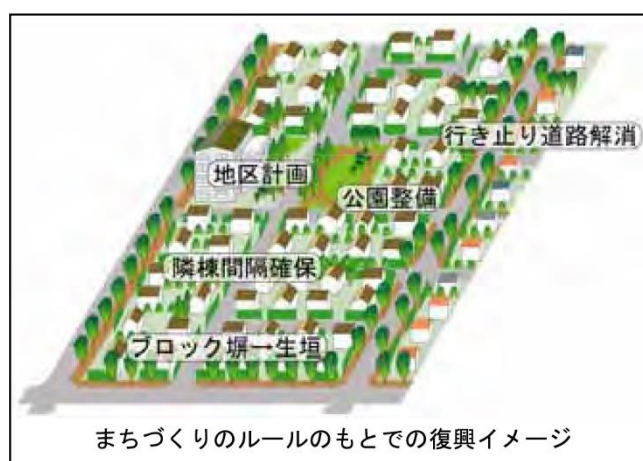 行き止り道路解消
地区計画
公園整備
隣棟間隔確保
ブロック塀→生垣
まちづくりのルールのもとでの復興イメージ